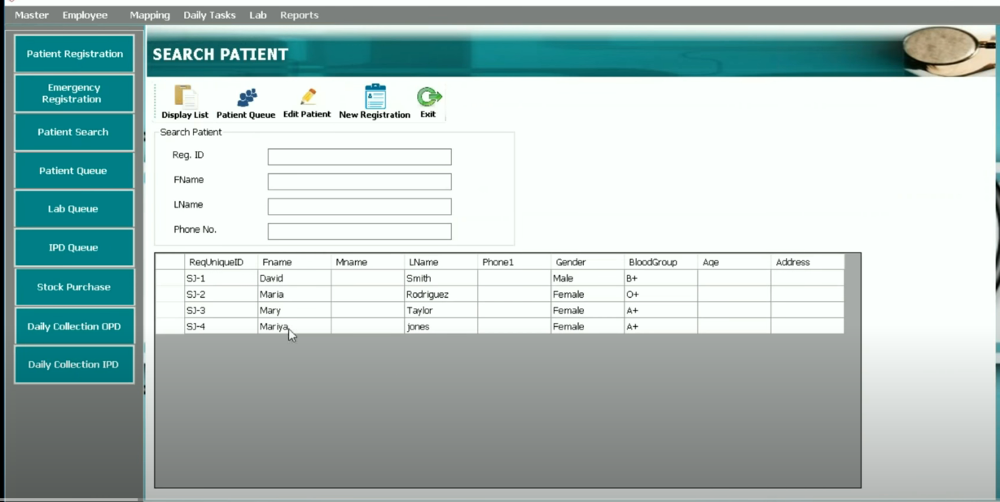 Master Employee Mapping Daily Tasks Lab Reports
Patient Registration
Emergency
Registration
Patient Search
Patient Queue
Lab Queue
IPD Queue
Stock Purchase
Daily Collection OPD
Daily Collection IPD
SEARCH PATIENT
Display List Patient Queue Edit Patient New Registration Exit
Search Patient
Reg. ID
FName
LName
Phone No.
RegUniqueID Fname Mname LName Phone1 Gender BloodGroup Age Address
SJ-1 David Smith Male B+
SJ-2 Maria Rodriguez Female O+
SJ-3 Mary Taylor Female A+
SJ-4 Mariya jones Female A+